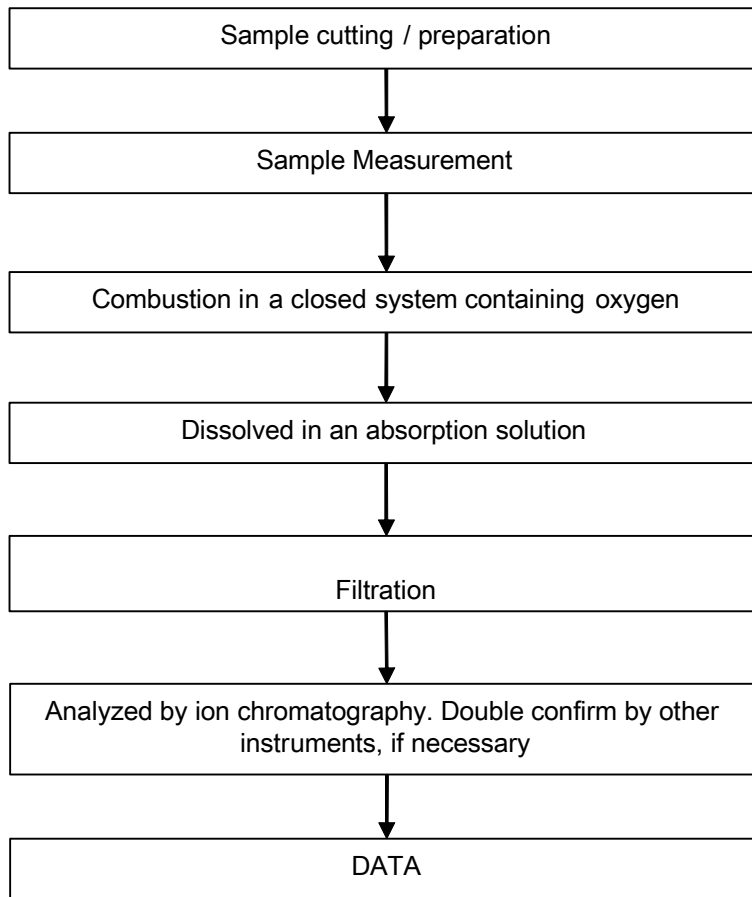 Sample cutting / preparation
Sample Measurement
Combustion in a closed system containing oxygen
Dissolved in an absorption solution
Filtration
Analyzed by ion chromatography. Double confirm by other
instruments, if necessary
DATA